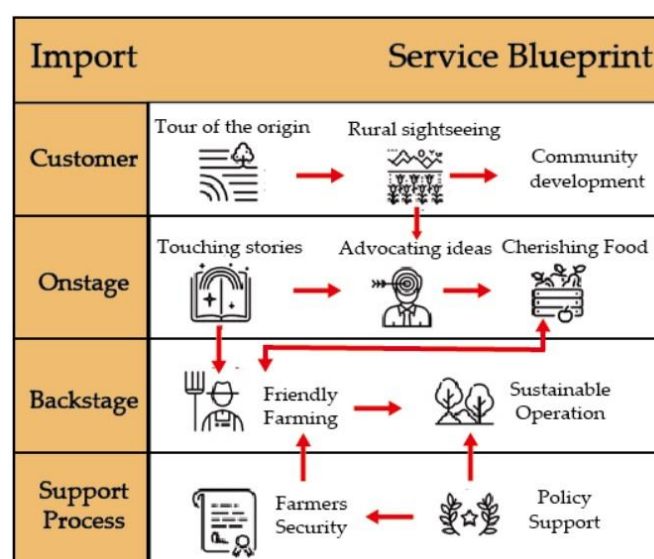 Import
Service Blueprint
Customer
Tour of the origin
Rural sightseeing
Community
development
Onstage
Touching stories
Advocating ideas
Cherishing Food
Backstage
Friendly
Farming
Sustainable
Operation
Support
Process
Farmers
Security
Policy
Support